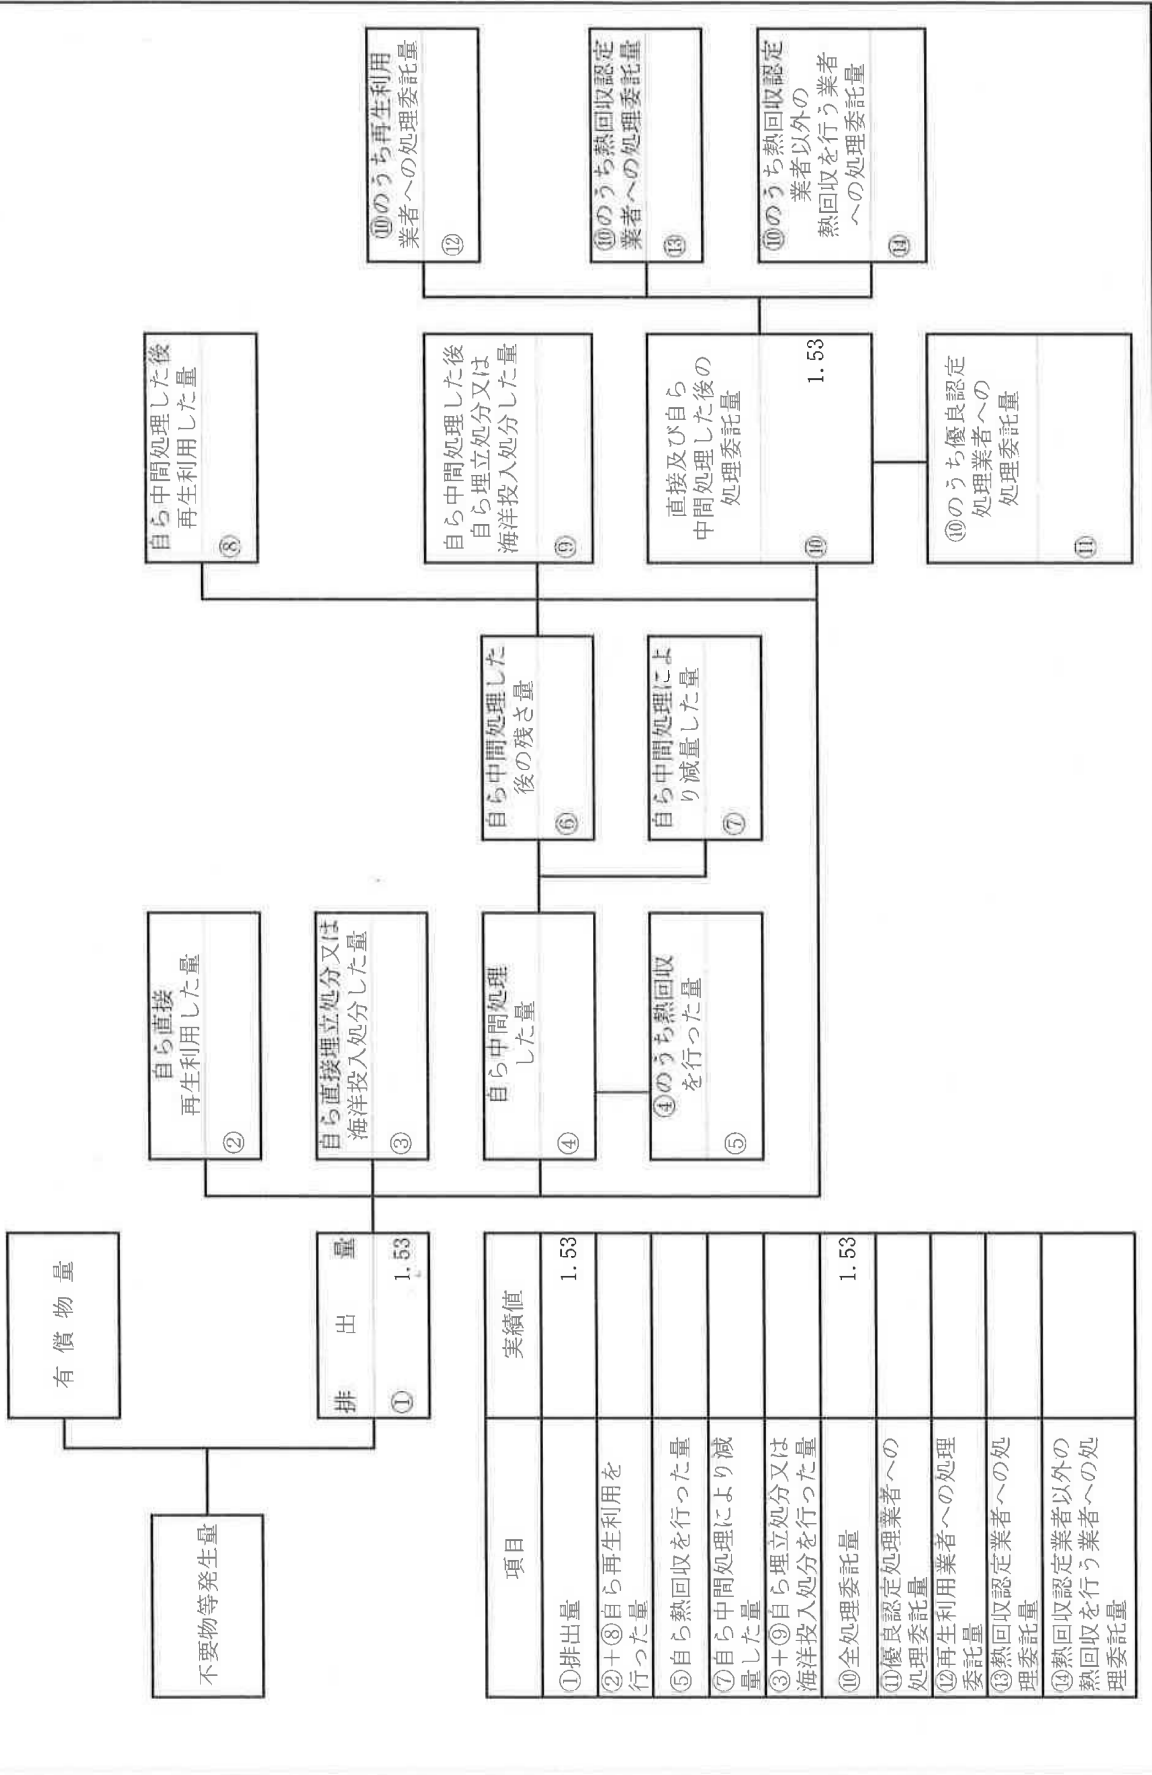 不要物等発生量
有償物量
排出量
① 1.53
自ら直接
再生利用した量
②
自ら直接埋立処分又は
海洋投入処分した量
③
自ら中間処理
した量
④
④のうち熱回収
を行った量
⑤
自ら中間処理した
後の残さ量
⑥
自ら中間処理によ
り減量した量
⑦
自ら中間処理した後
再生利用した量
⑧
自ら中間処理した後
自ら埋立処分又は
海洋投入処分した量
⑨
直接及び自ら
中間処理した後の
処理委託量
⑩ 1.53
⑩のうち優良認定
処理業者への
処理委託量
⑪
⑩のうち再生利用
業者への処理委託量
⑫
⑩のうち熱回収認定
業者への処理委託量
⑬
⑩のうち熱回収認定
業者以外の
熱回収を行う業者
への処理委託量
⑭
項目 実績値
①排出量 1.53
②＋⑧自ら再生利用を
行った量
⑤自ら熱回収を行った量
⑦自ら中間処理により減
量した量
③＋⑨自ら埋立処分又は
海洋投入処分を行った量
⑩全処理委託量 1.53
⑪優良認定処理業者への
処理委託量
⑫再生利用業者への処理
委託量
⑬熱回収認定業者への処
理委託量
⑭熱回収認定業者以外の
熱回収を行う業者への処
理委託量